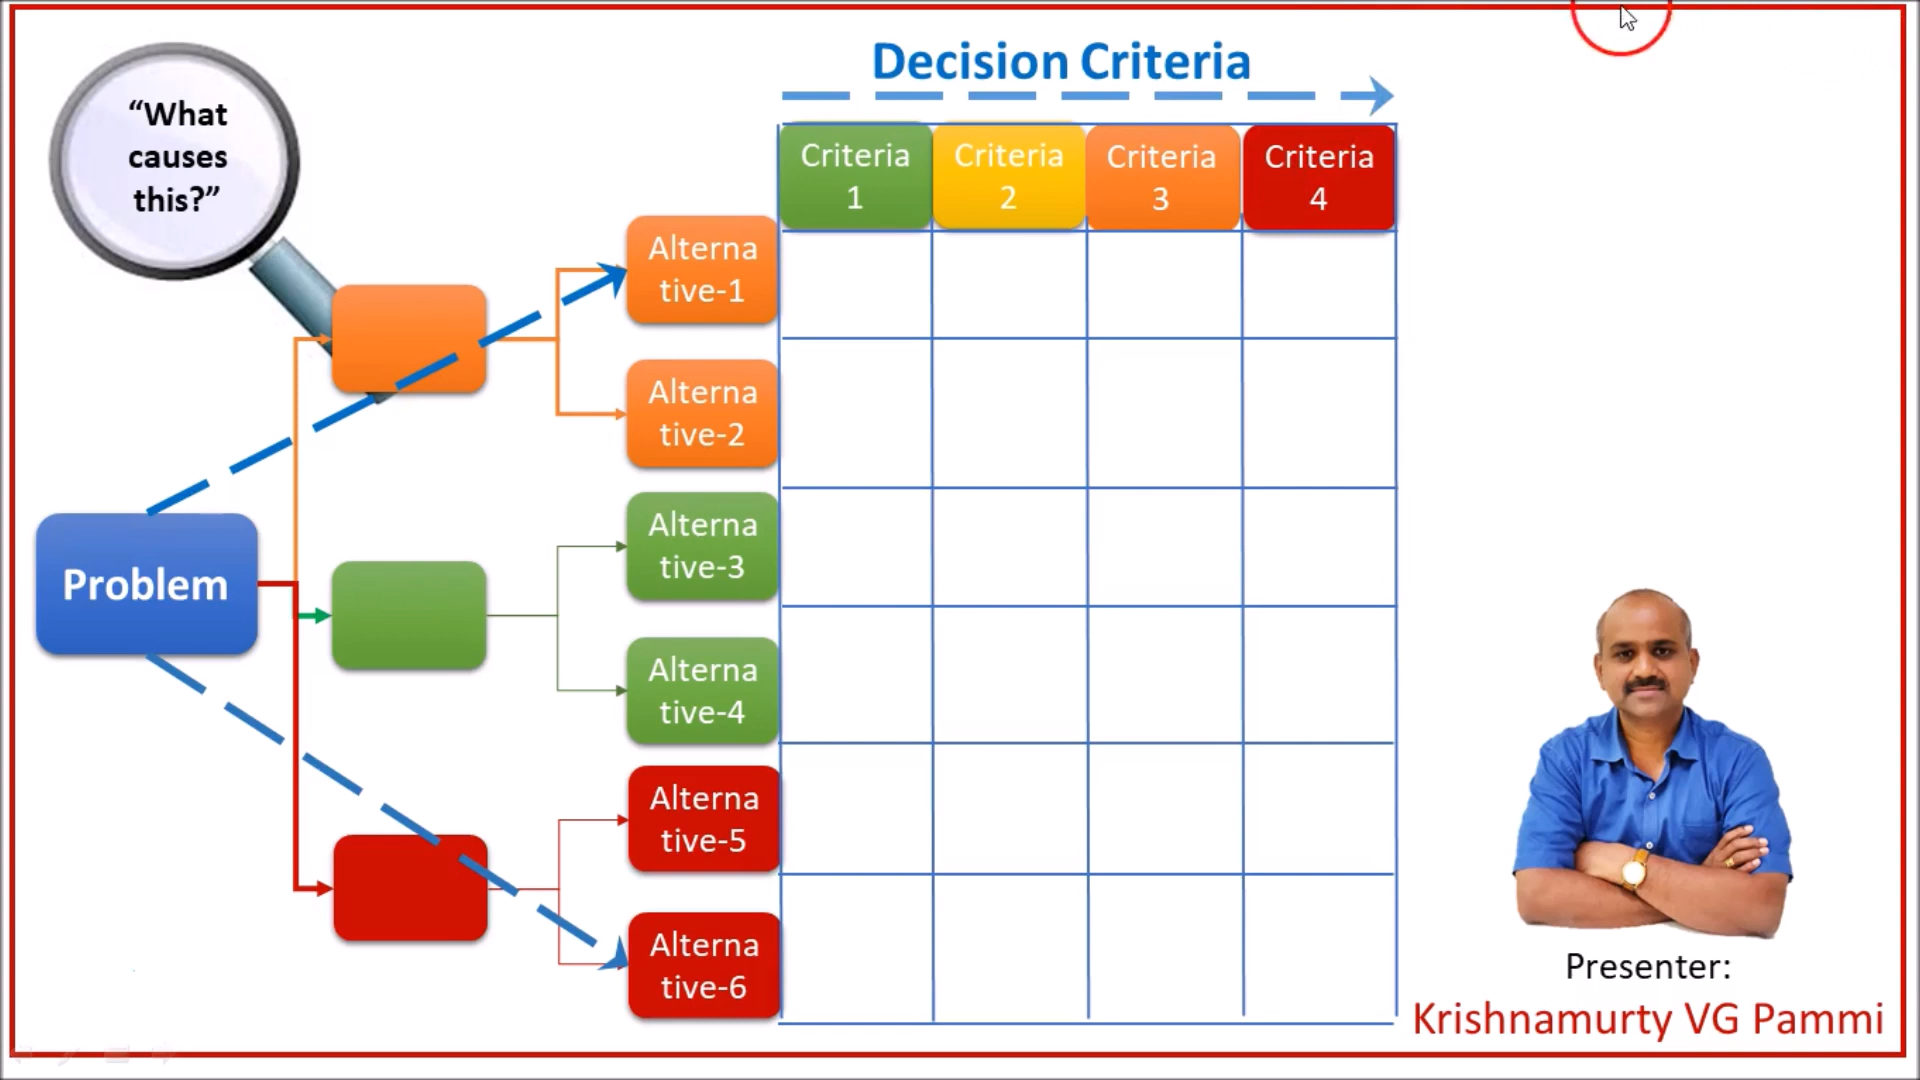 “What
causes
this?”
Decision Criteria
Criteria
1
Criteria
2
Criteria
3
Criteria
4
Alterna
tive-1
Alterna
tive-2
Alterna
tive-3
Problem
Alterna
tive-4
Alterna
tive-5
Alterna
tive-6
Presenter:
Krishnamurty VG Pammi